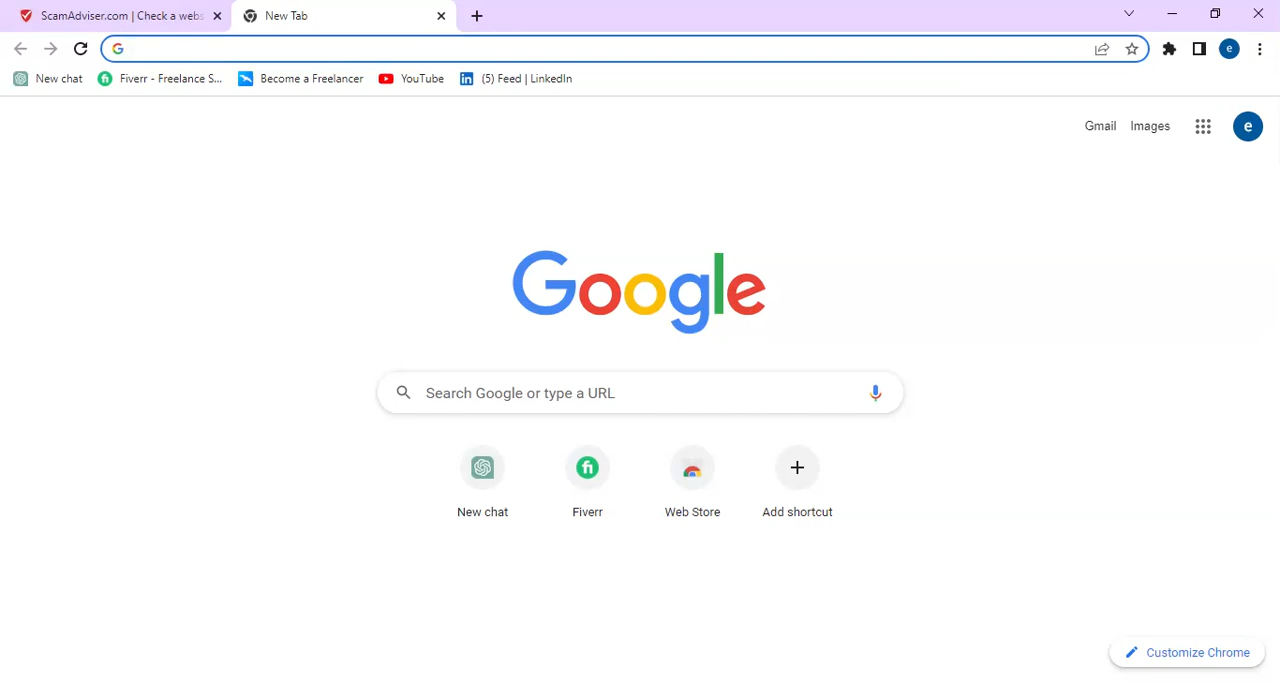 ScamAdviser.com | Check a webs
New Tab
New chat
Fiverr - Freelance S...
Become a Freelancer
YouTube
(5) Feed | LinkedIn
e
Gmail
Images
e
Google
Search Google or type a URL
New chat
Fiverr
Web Store
Add shortcut
Customize Chrome